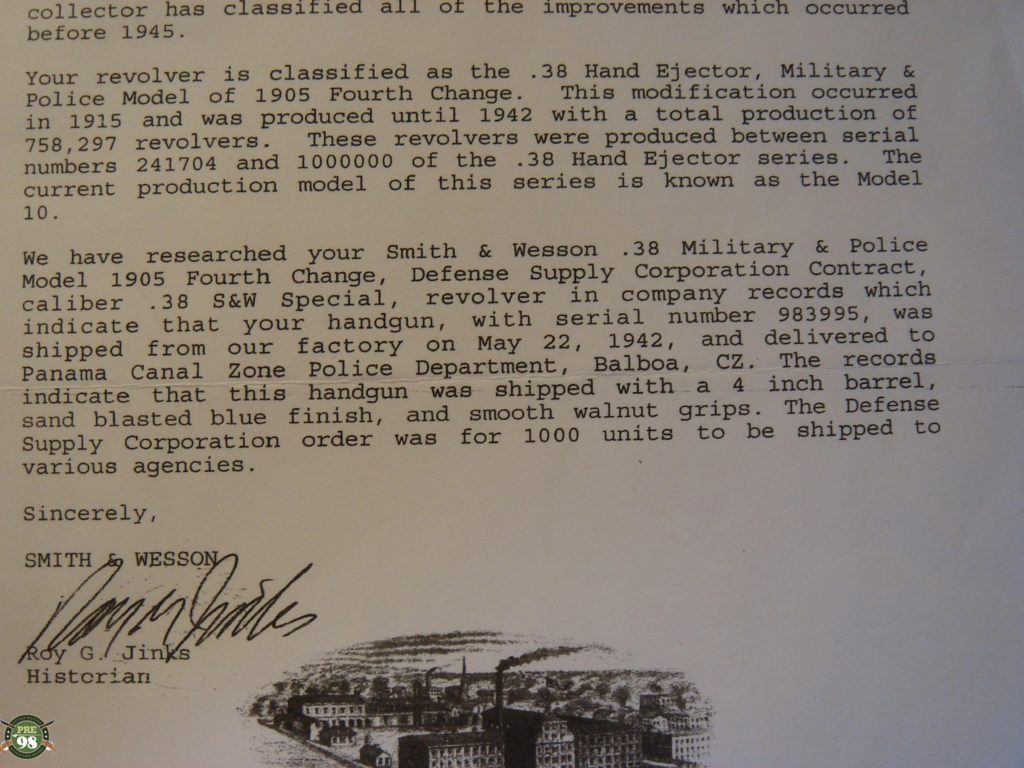 collector has classified all of the improvements which occurred
before 1945.
Your revolver is classified as the .38 Hand Ejector, Military &
Police Model of 1905 Fourth Change. This modification occurred
in 1915 and was produced until 1942 with a total production of
758,297 revolvers. These revolvers were produced between serial
numbers 241704 and 1000000 of the .38 Hand Ejector series. The
current production model of this series is known as the Model
10.
We have researched your Smith & Wesson .38 Military & Police
Model 1905 Fourth Change, Defense Supply Corporation Contract,
caliber .38 S&W Special, revolver in company records which
indicate that your handgun, with serial number 983995, was
shipped from our factory on May 22, 1942, and delivered to
Panama Canal Zone Police Department, Balboa, CZ. The records
indicate that this handgun was shipped with a 4 inch barrel,
sand blasted blue finish, and smooth walnut grips. The Defense
Supply Corporation order was for 1000 units to be shipped to
various agencies.
Sincerely,
SMITH & WESSON
Roy G. Jinks
Roy G. Jinks
Historian
PRE
98